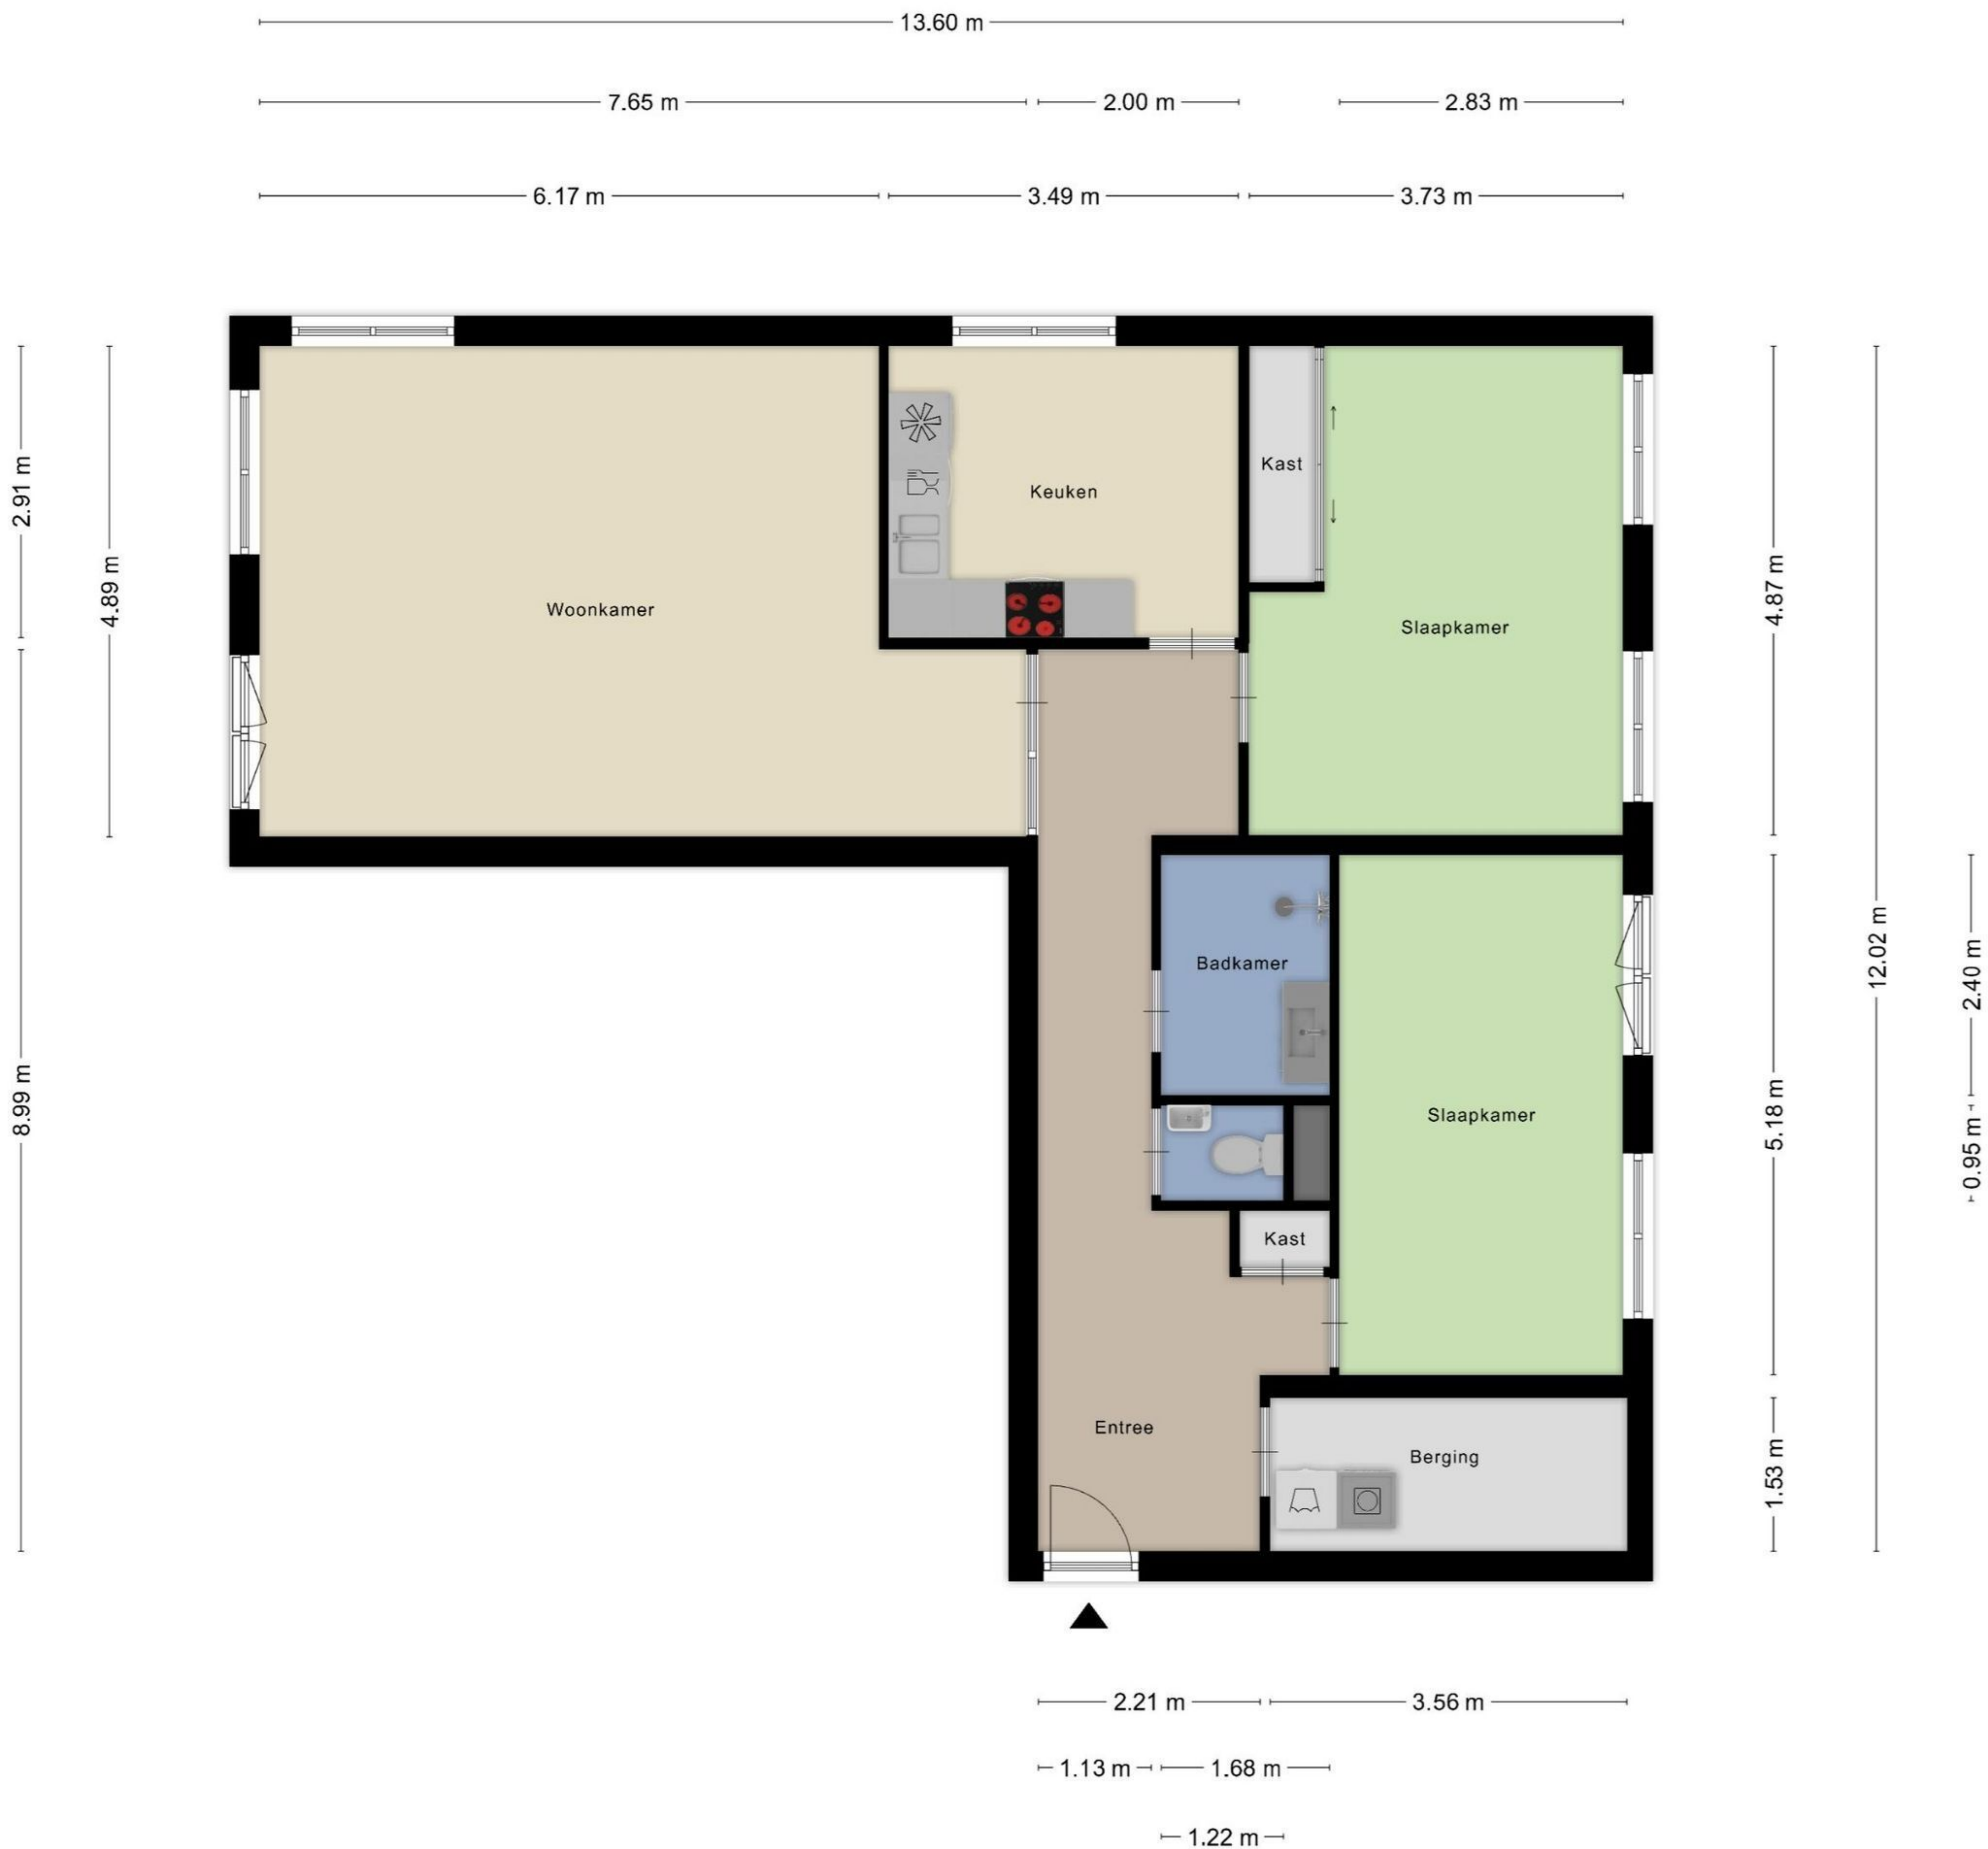 13.60 m
7.65 m
2.00 m
2.83 m
6.17 m
3.49 m
3.73 m
2.91 m
4.89 m
8.99 m
Woonkamer
Keuken
Kast
Slaapkamer
Badkamer
Slaapkamer
Kast
Entree
Berging
4.87 m
12.02 m
2.40 m
5.18 m
0.95 m
1.53 m
2.21 m
3.56 m
1.13 m
1.68 m
1.22 m